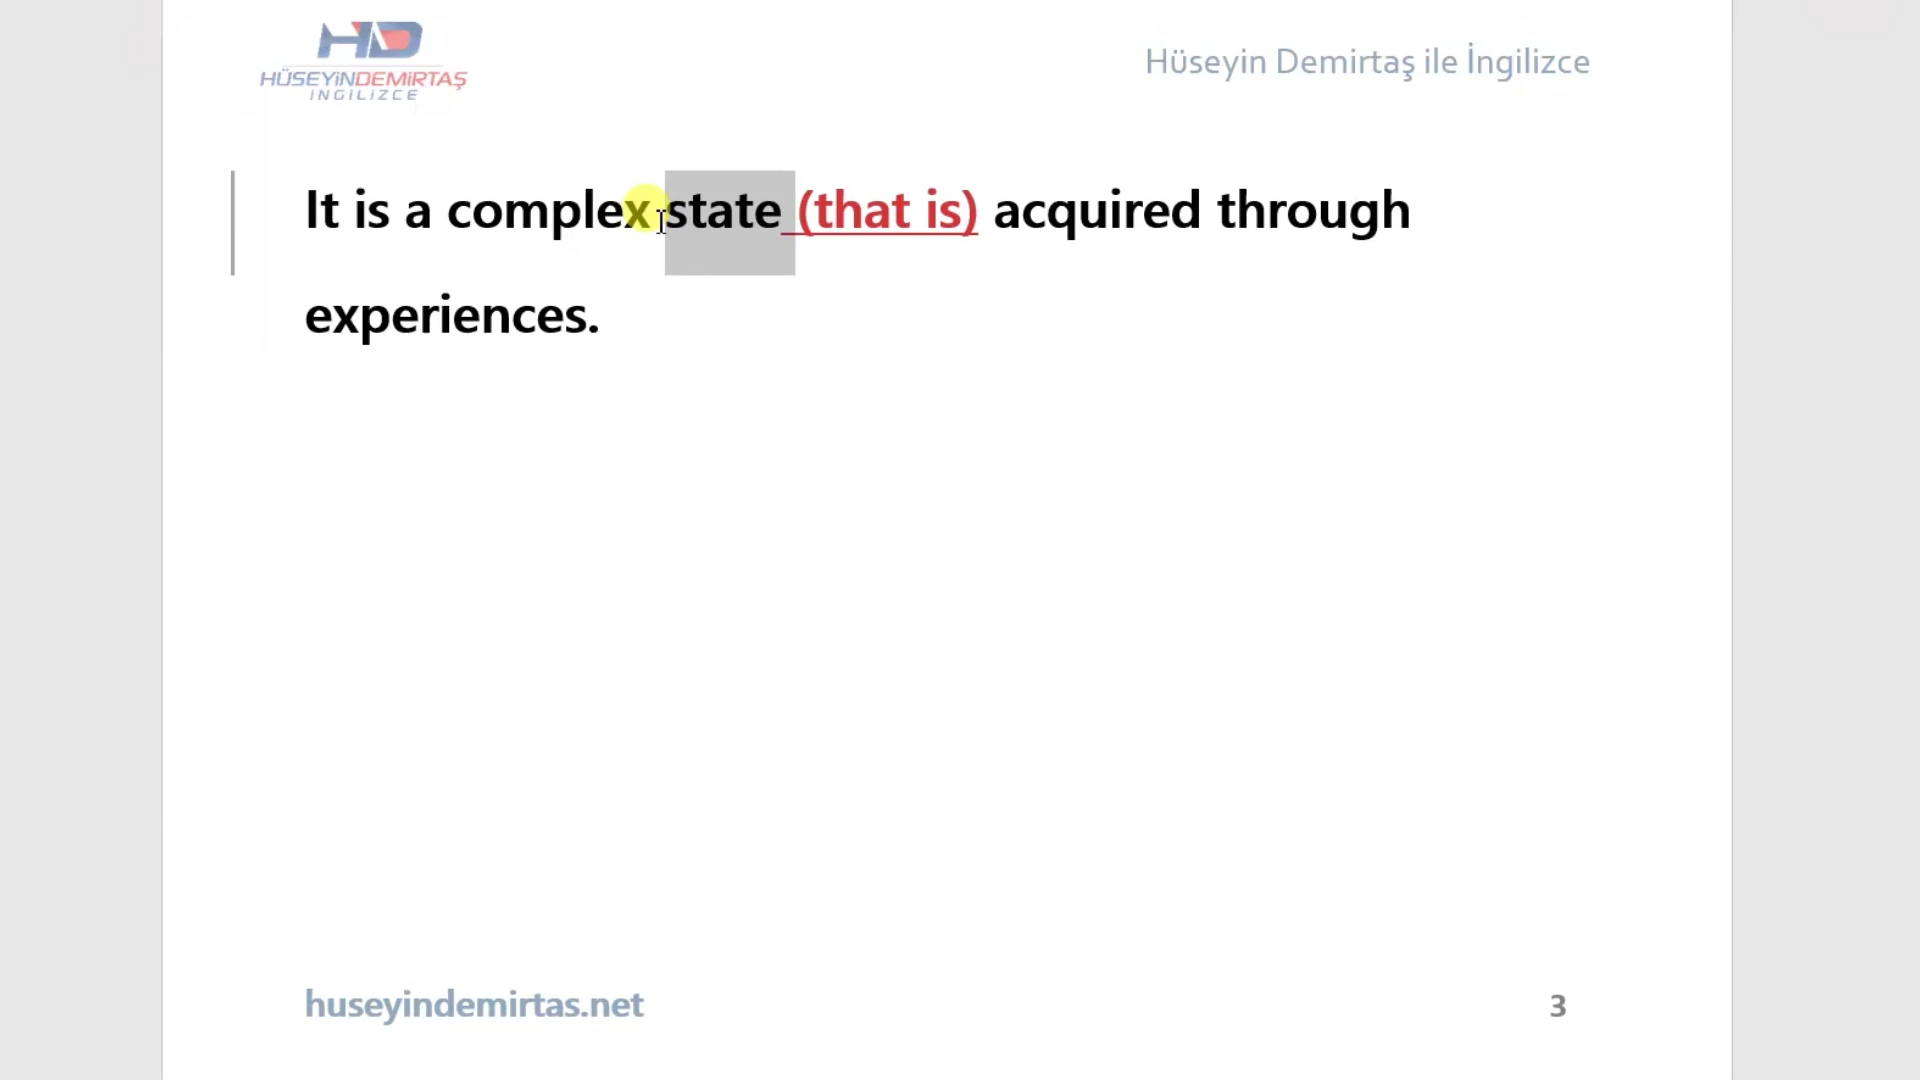 HD
HÜSEYİNDEMİRTAŞ
İNGİLİZCE
Hüseyin Demirtaş ile İngilizce
It is a complex state (that is) acquired through
experiences.
huseyindemirtas.net
3